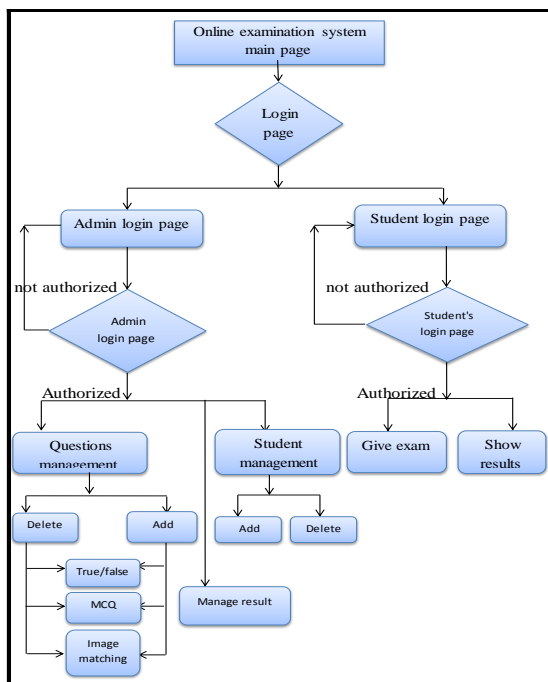 Online examination system
main page
Login
page
Admin login page
Student login page
not authorized
not authorized
Admin
login page
Student's
login page
Authorized
Authorized
Questions
management
Student
management
Give exam
Show
results
Delete
Add
Add
Delete
True/false
MCQ
Manage result
Image
matching